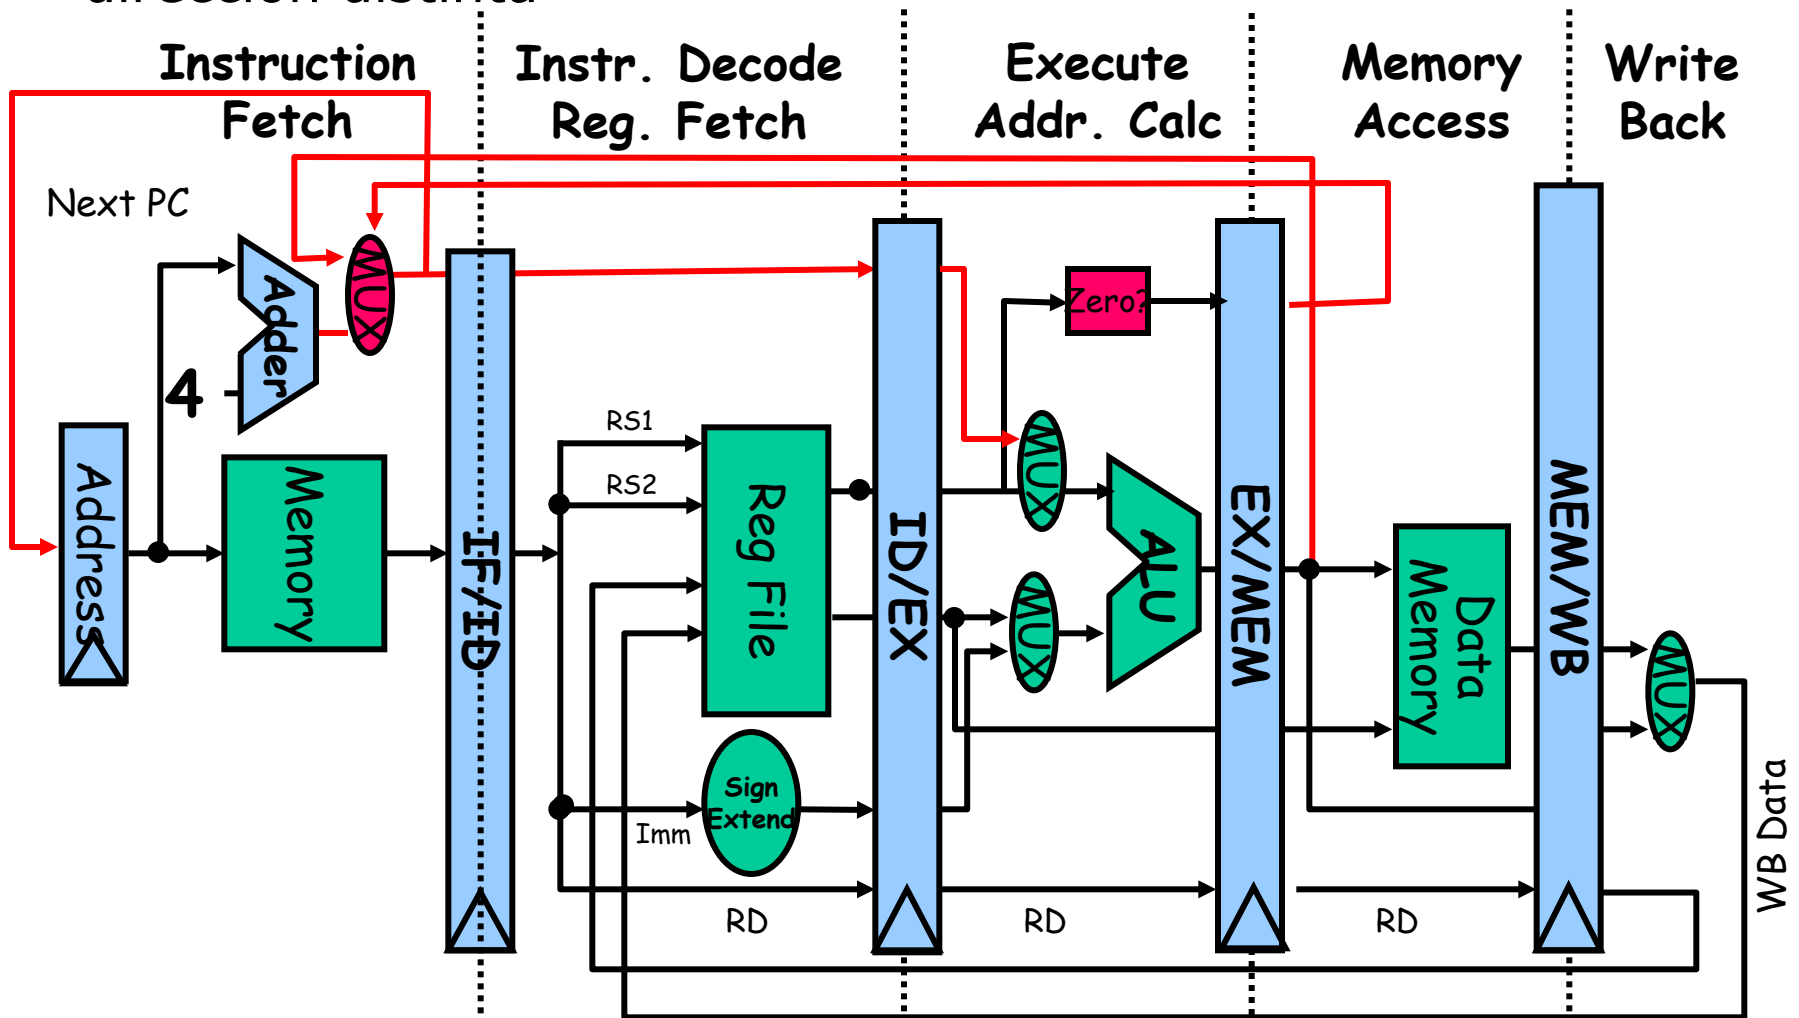 dirección distinta
Instruction
Fetch
Instr. Decode
Reg. Fetch
Execute
Addr. Calc
Memory
Access
Write
Back
Next PC
Adder
MUX
4
Address
Memory
IF/ID
RS1
RS2
Reg File
Sign
Extend
Imm
RD
ID/EX
Zero?
MUX
MUX
ALU
RD
EX/MEM
Data
Memory
RD
MEM/WB
MUX
WB Data